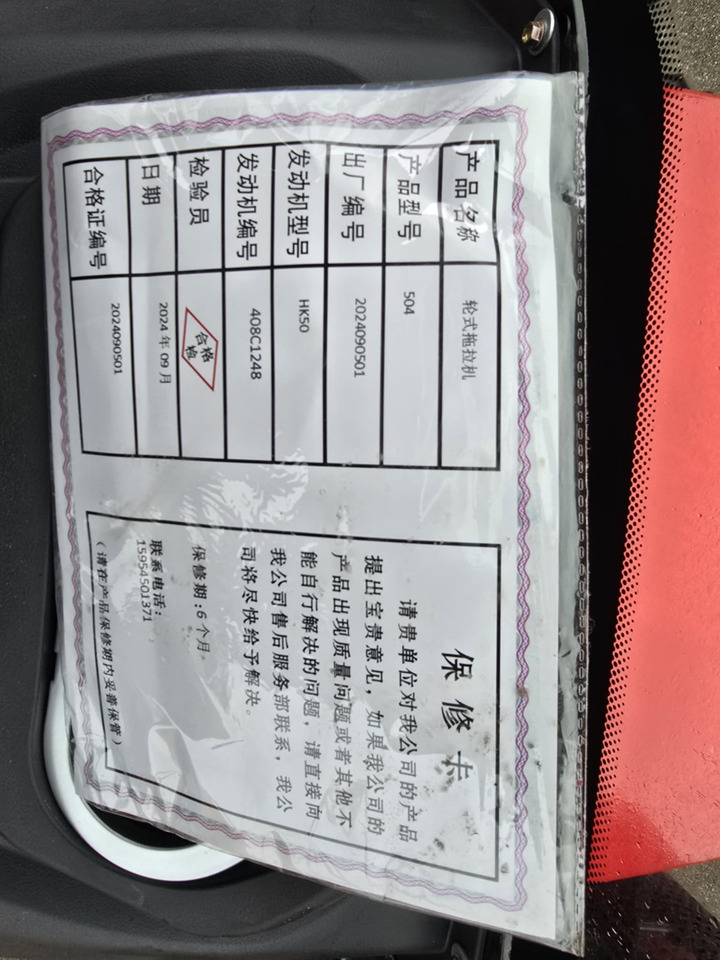 产品名称 轮式拖拉机
产品型号 504
出厂编号 2024090501
发动机型号 HK50
发动机编号 408C1248
检验员 合格 检
日期 2024年09月
合格证编号 2024090501
保修卡
请贵单位对我公司的产品
提出宝贵意见，如果我公司的
产品出现质量问题或者其他不
能自行解决的问题，请直接向
我公司售后服务部联系，我公
司将尽快给予解决。
保修期：6个月
联系电话：
15954501371
（请在产品保修期内妥善保管）